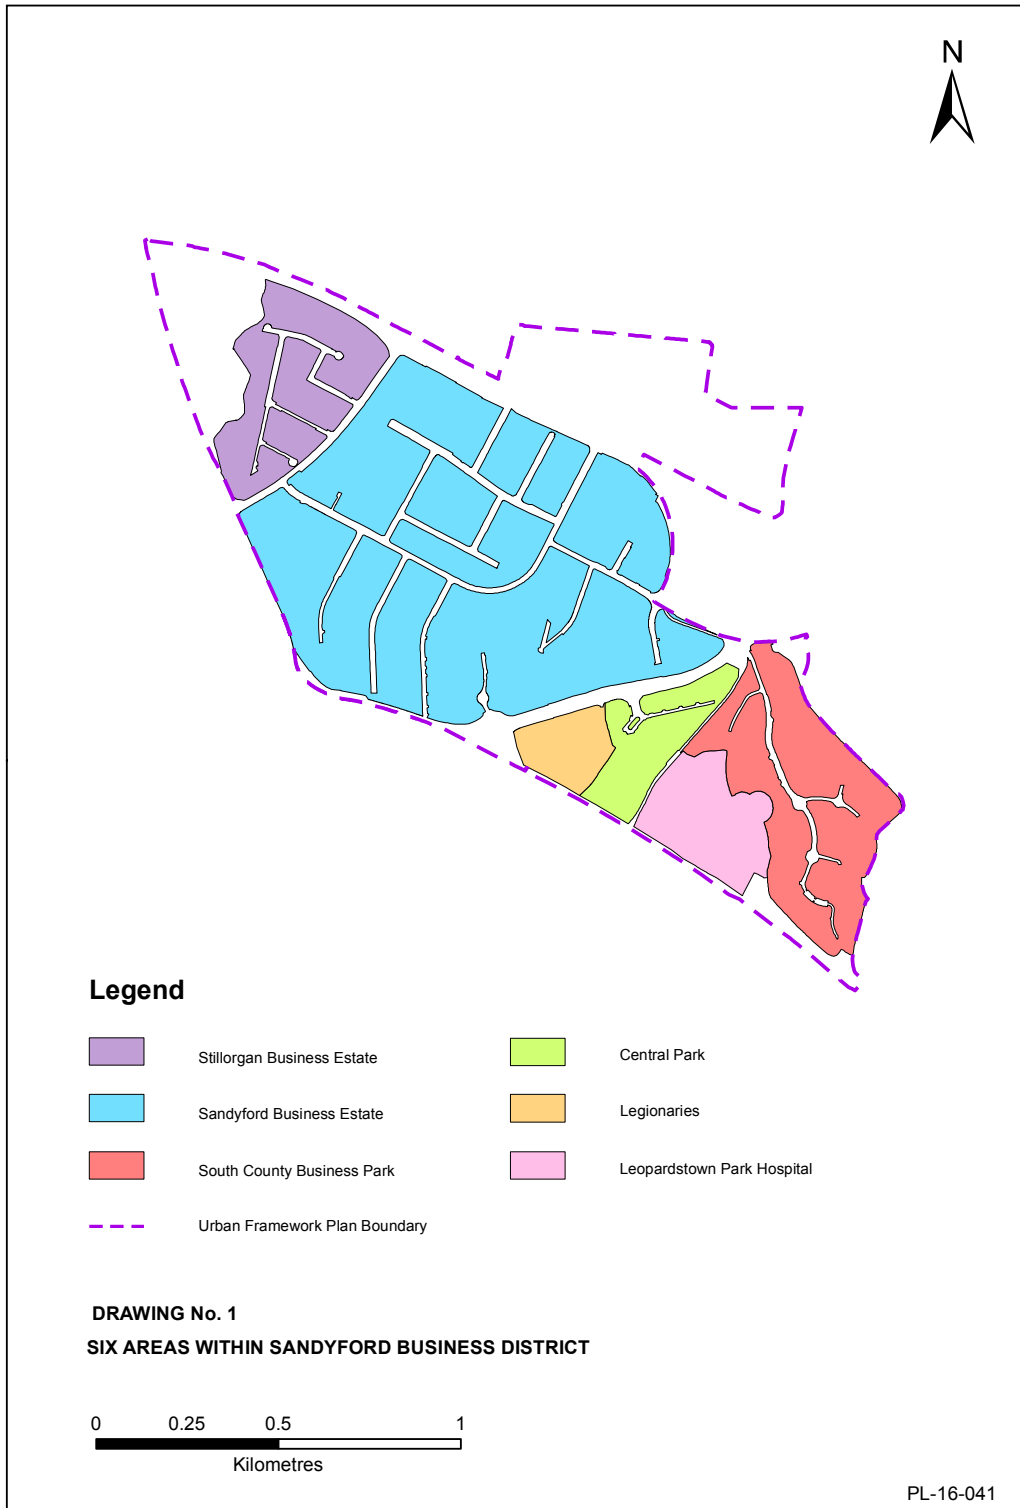 N
Legend
Stillorgan Business Estate
Central Park
Sandyford Business Estate
Legionaries
South County Business Park
Leopardstown Park Hospital
Urban Framework Plan Boundary
DRAWING No. 1
SIX AREAS WITHIN SANDYFORD BUSINESS DISTRICT
0 0.25 0.5 1
Kilometres
PL-16-041